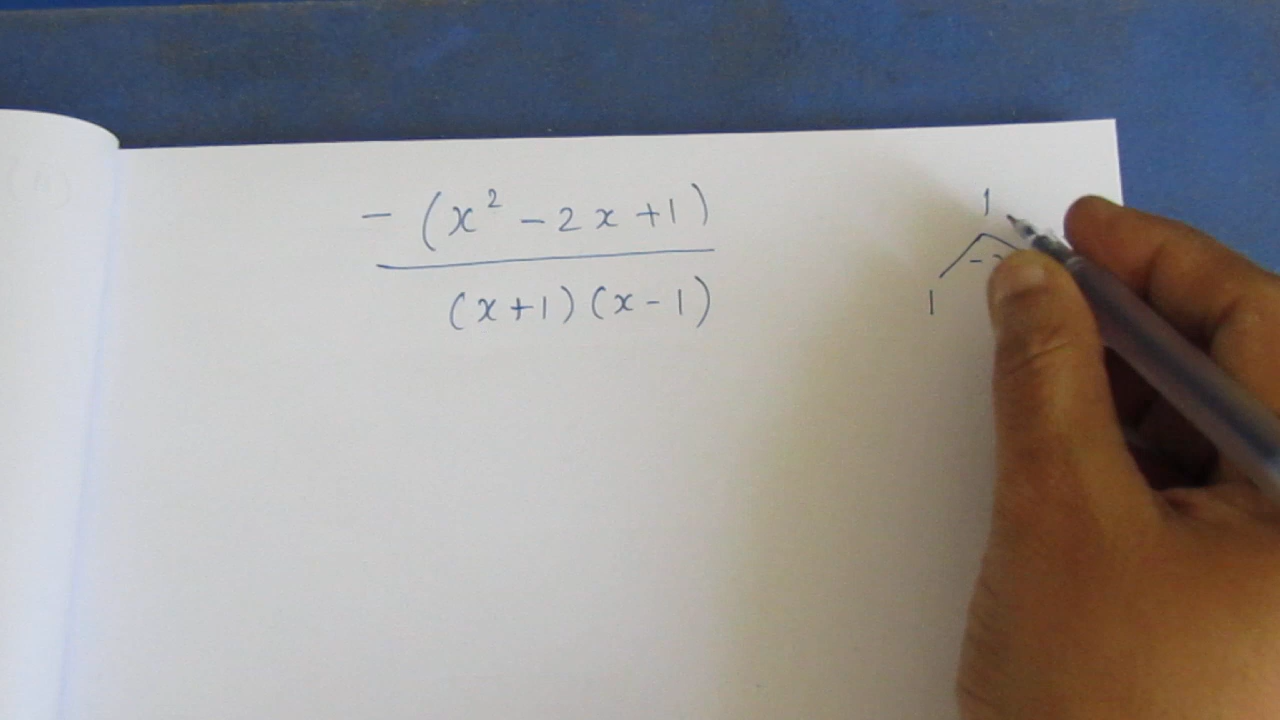 - (x² - 2x + 1)
(x + 1) (x - 1)
1
1